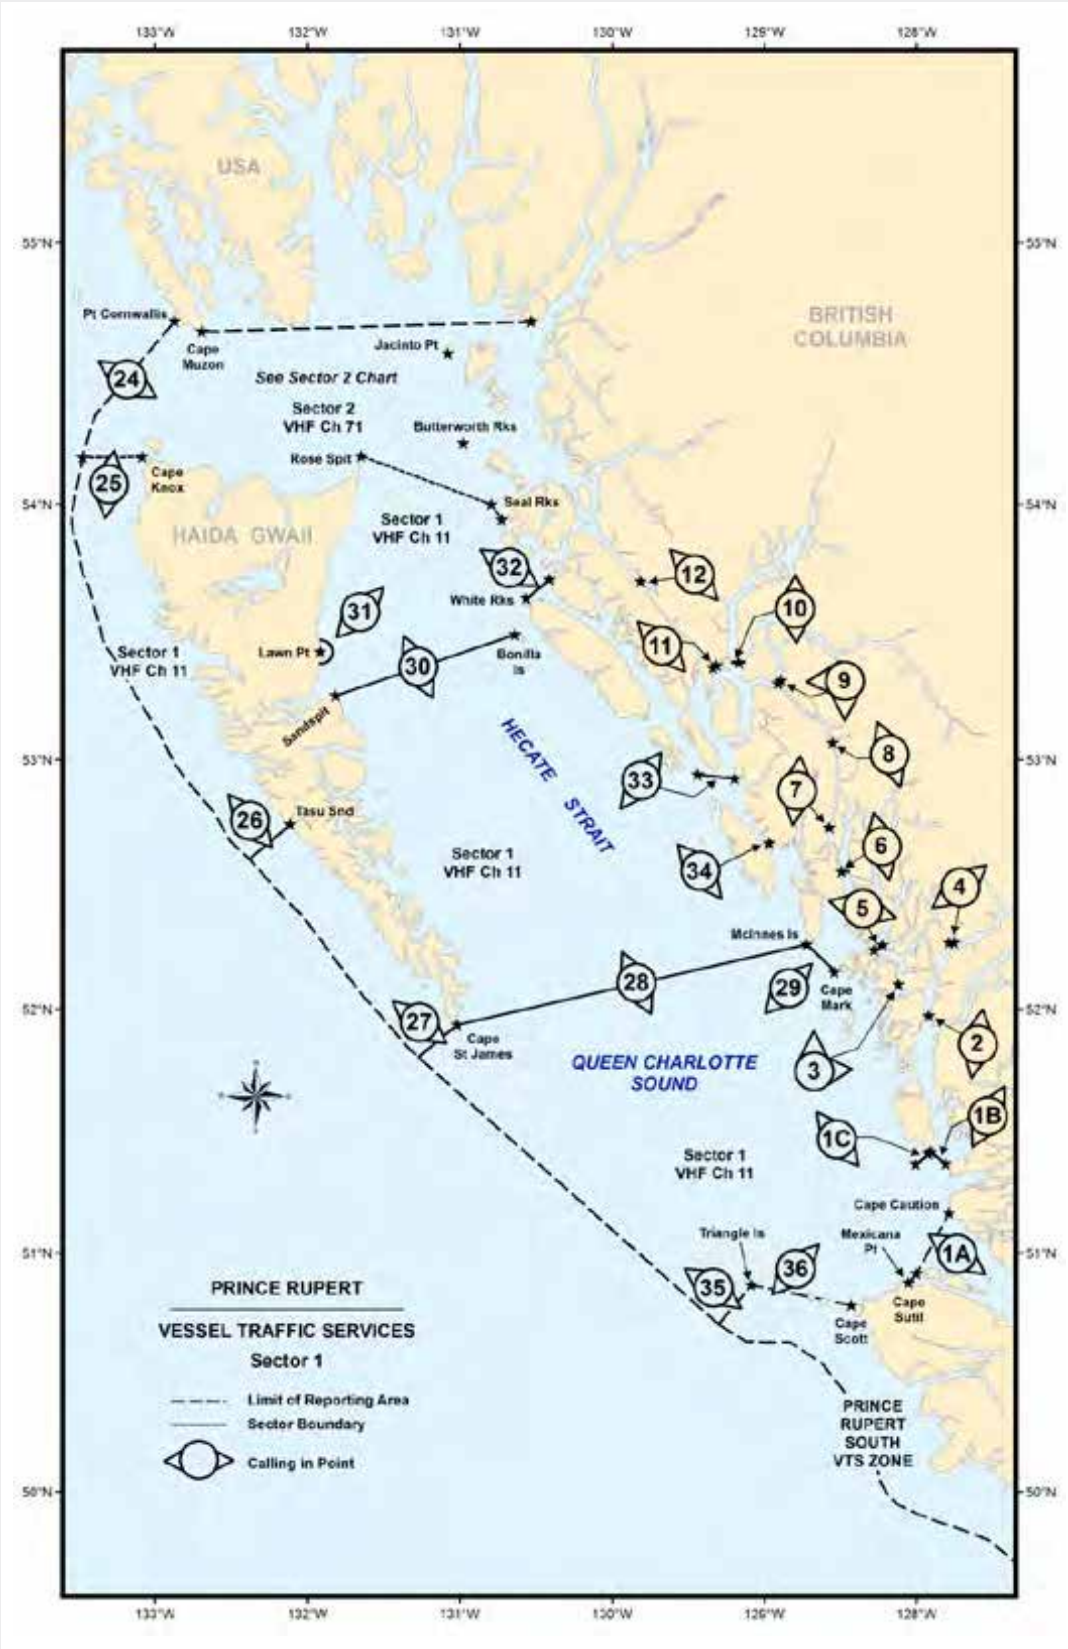 133°W 132°W 131°W 130°W 129°W 128°W
USA
55°N 55°N
Pt Cornwallis
BRITISH
COLUMBIA
Cape
Muzon
Jacinto Pt
24
See Sector 2 Chart
Sector 2
VHF Ch 71
Butterworth Rks
Rose Spit
25
Cape
Knox
54°N 54°N
Seal Rks
HAIDA GWAII
Sector 1
VHF Ch 11
32
12
White Rks
31
10
Lawn Pt
Sector 1
VHF Ch 11
30
Bonilla
Is
11
9
Sandspit
HECATE STRAIT
8
53°N 53°N
33
7
26
Tasu Snd
6
Sector 1
VHF Ch 11
34
4
5
McInnes Is
28
29
Cape
Mark
52°N 52°N
27
Cape
St James
2
QUEEN CHARLOTTE
SOUND
3
1B
1C
Sector 1
VHF Ch 11
Cape Caution
Triangle Is
Mexicana
Pt
51°N 51°N
1A
36
35
Cape
Sutil
Cape
Scott
PRINCE RUPERT
VESSEL TRAFFIC SERVICES
Sector 1
Limit of Reporting Area
Sector Boundary
Calling in Point
PRINCE
RUPERT
SOUTH
VTS ZONE
50°N 50°N
133°W 132°W 131°W 130°W 129°W 128°W